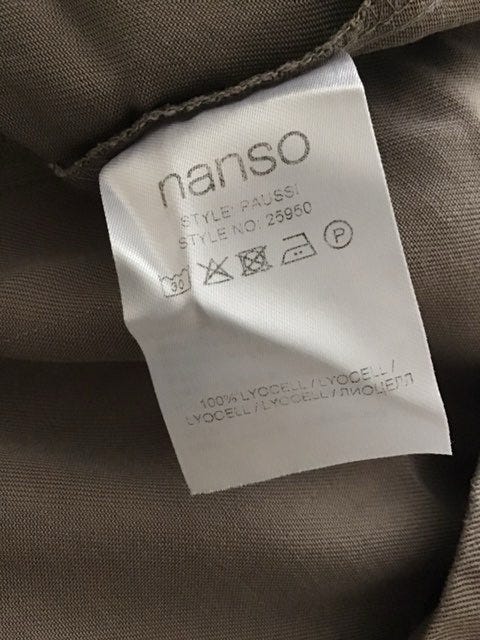 nanso
STYLE: PAUSSI
STYLE NO: 25950
30 P
100% LYOCELL / LYOCELL /
LYOCELL / LYOCELL / ЛИОЦЕЛЛ